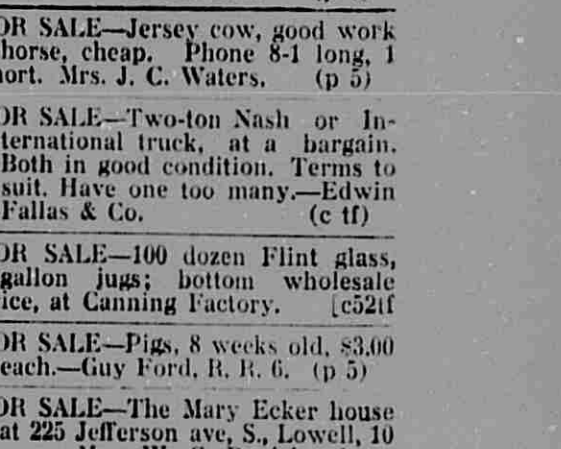 OR SALE—Jersey cow, good work
horse, cheap. Phone 8-1 long, 1
ort. Mrs. J. C. Waters. (p 5)
OR SALE—Two-ton Nash or In-
ternational truck, at a bargain.
Both in good condition. Terms to
suit. Have one too many.—Edwin
Fallas & Co. (c tf)
OR SALE—100 dozen Flint glass,
gallon jugs; bottom wholesale
ice, at Canning Factory. [c52tf
OR SALE—Pigs, 8 weeks old, $3.00
each.—Guy Ford, R. R. 6. (p 5)
OR SALE—The Mary Ecker house
at 225 Jefferson ave, S., Lowell, 10